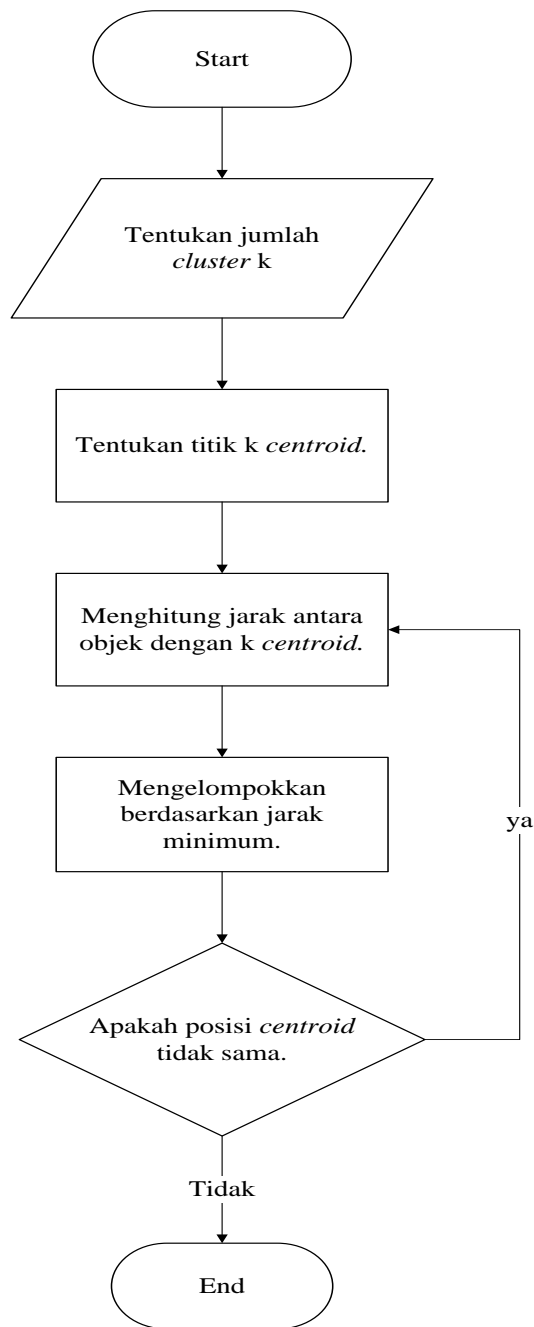 Start
Tentukan jumlah
cluster k
Tentukan titik k centroid.
Menghitung jarak antara
objek dengan k centroid.
Mengelompokkan
berdasarkan jarak
minimum.
ya
Apakah posisi centroid
tidak sama.
Tidak
End